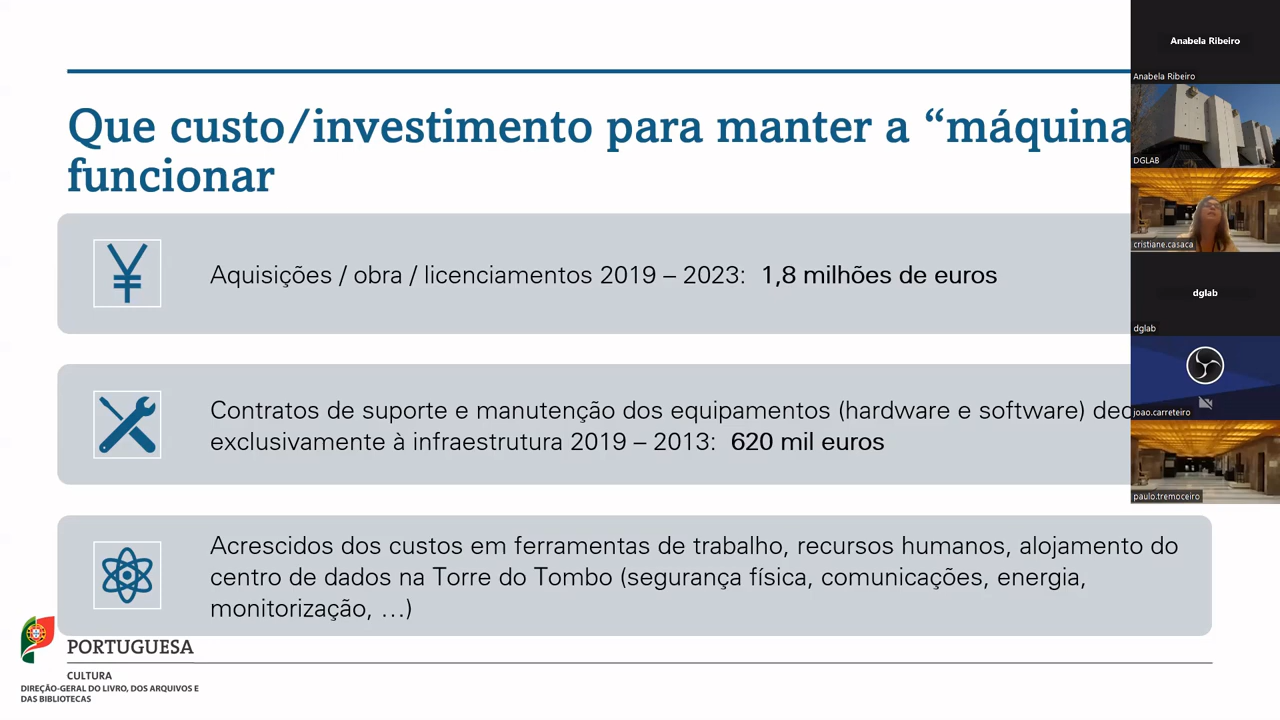 Que custo/investimento para manter a “máquina
funcionar
Aquisições / obra / licenciamentos 2019 – 2023: 1,8 milhões de euros
Contratos de suporte e manutenção dos equipamentos (hardware e software)
exclusivamente à infraestrutura 2019 – 2013: 620 mil euros
Acrescidos dos custos em ferramentas de trabalho, recursos humanos, alojamento do
centro de dados na Torre do Tombo (segurança física, comunicações, energia,
monitorização, …)
PORTUGUESA
CULTURA
DIREÇÃO-GERAL DO LIVRO, DOS ARQUIVOS E
DAS BIBLIOTECAS
Anabela Ribeiro
Anabela Ribeiro
DGLAB
cristiane.casaca
dglab
dglab
joao.carreteiro
paulo.tremoceiro